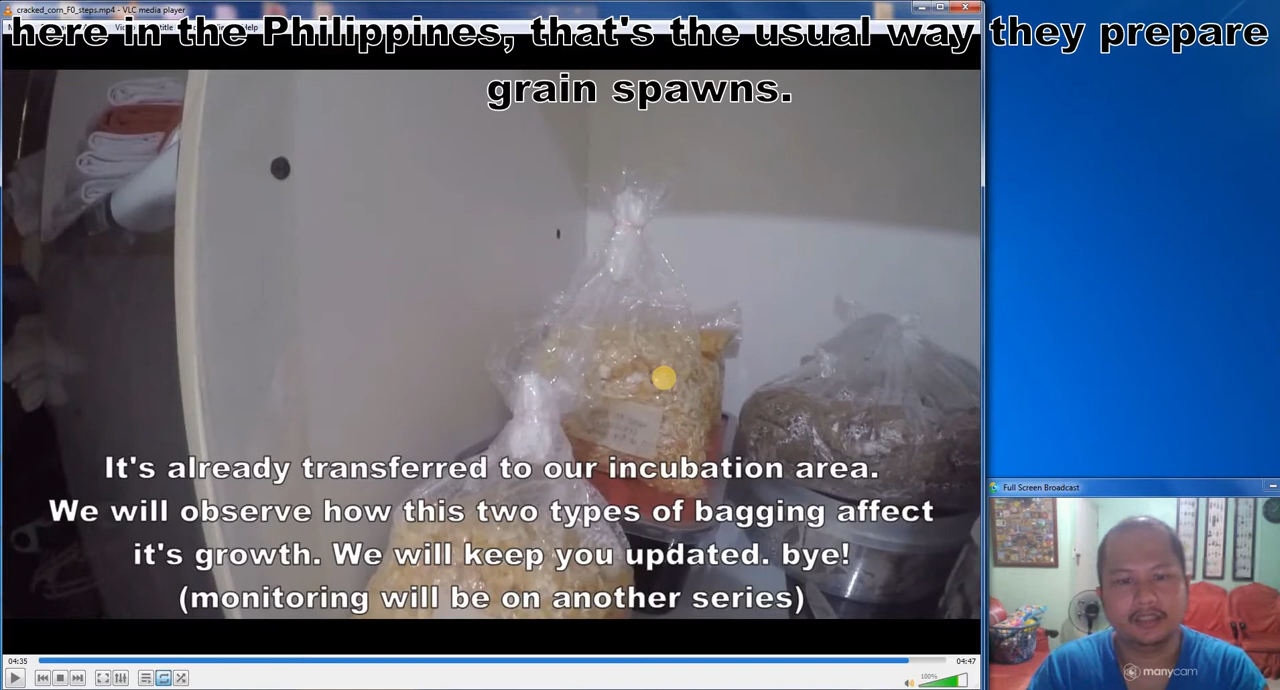 cracked_corn_F0_steps.mp4 - VLC media player
here in the Philippines, that's the usual way they prepare
grain spawns.
It's already transferred to our incubation area.
We will observe how this two types of bagging affect
it's growth. We will keep you updated. bye!
(monitoring will be on another series)
04:35
04:47
100%
Full Screen Broadcast
manycam